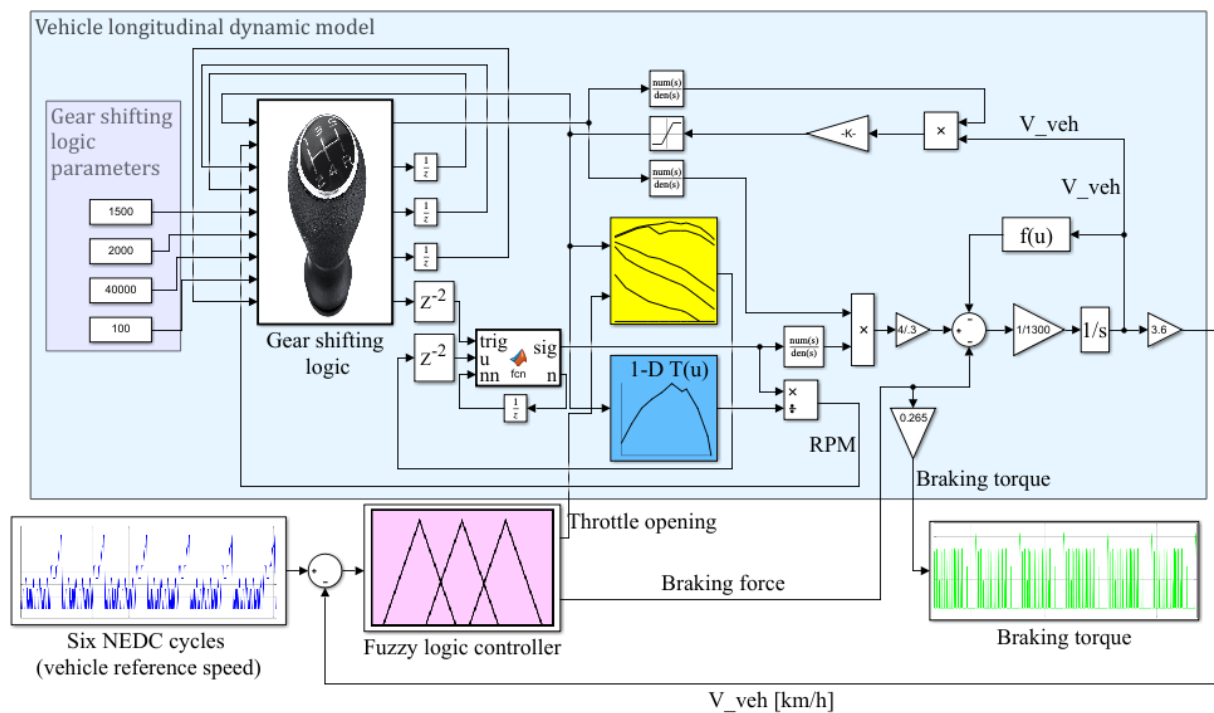 Vehicle longitudinal dynamic model
Gear shifting
logic
parameters
1500
2000
40000
100
Gear shifting
logic
1
z
1
z
1
z
Z-2
Z-2
trig
u
nn
fcn
sig
n
1
z
num(s)
den(s)
num(s)
den(s)
-K-
×
V_veh
V_veh
f(u)
1-D T(u)
num(s)
den(s)
×
÷
RPM
×
4/.3
+
-
-
1/1300
1/s
3.6
0.265
Braking torque
Throttle opening
Braking force
+
-
Six NEDC cycles
(vehicle reference speed)
Fuzzy logic controller
Braking torque
V_veh [km/h]